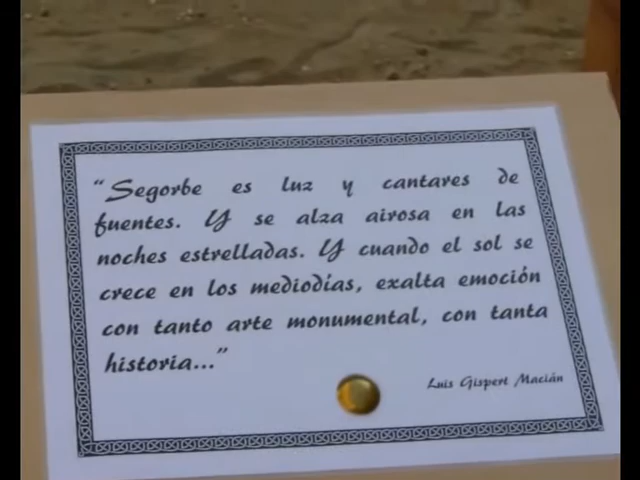 “Segorbe es luz y cantares de
fuentes. Y se alza airosa en las
noches estrelladas. Y cuando el sol se
crece en los mediodías, exalta emoción
con tanto arte monumental, con tanta
historia...”
Luis Gispert Macián